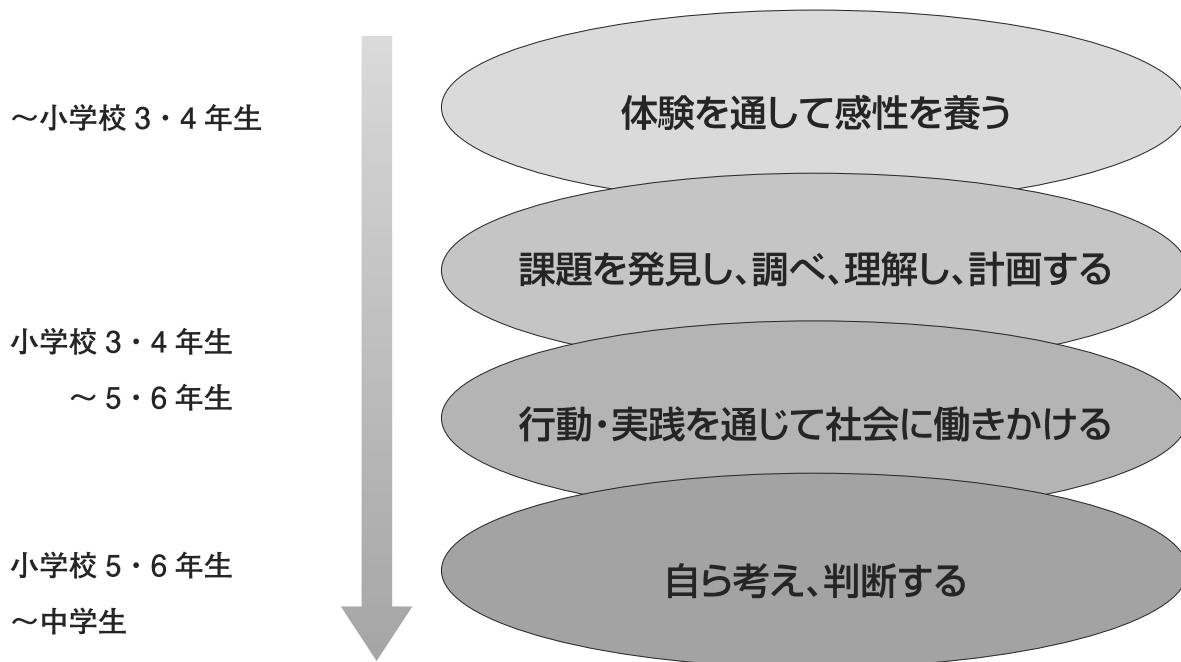 ～小学校 3・4 年生
体験を通して感性を養う
課題を発見し、調べ、理解し、計画する
小学校 3・4 年生
～ 5・6 年生
行動・実践を通じて社会に働きかける
小学校 5・6 年生
～中学生
自ら考え、判断する